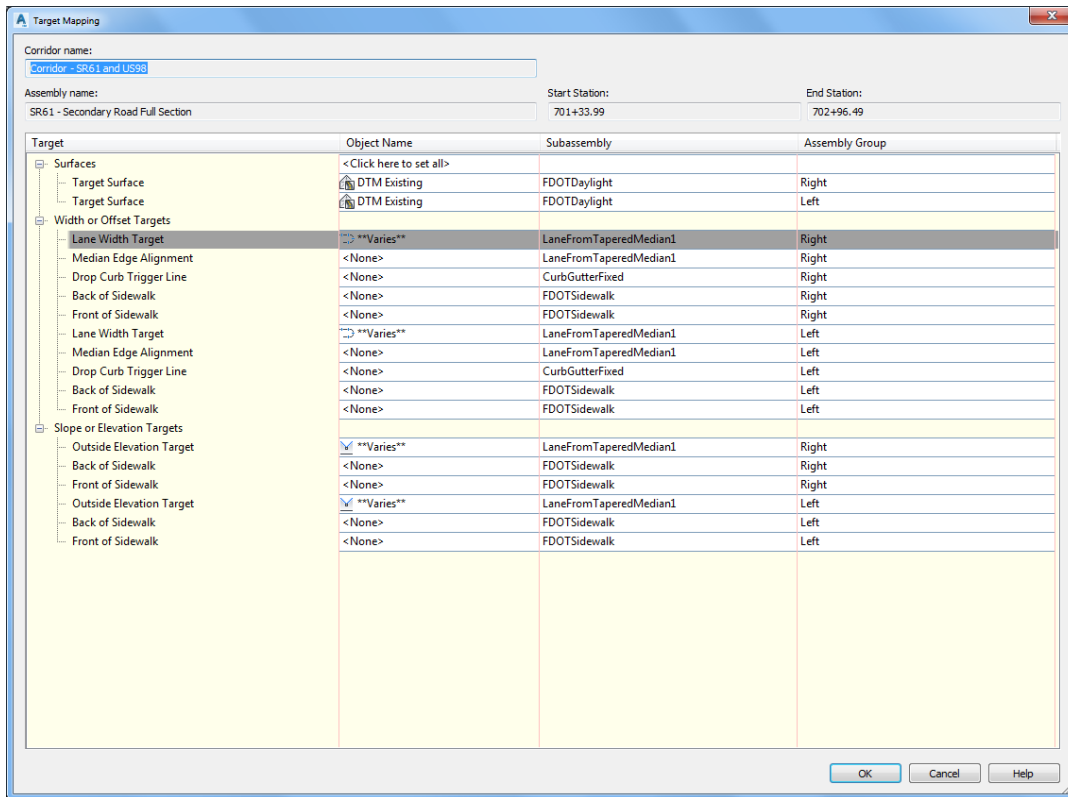 Target Mapping
Corridor name:
Corridor - SR61 and US98
Assembly name: Start Station: End Station:
SR61 - Secondary Road Full Section 701+33.99 702+96.49
Target Object Name Subassembly Assembly Group
Surfaces <Click here to set all>
Target Surface DTM Existing FDOTDaylight Right
Target Surface DTM Existing FDOTDaylight Left
Width or Offset Targets
Lane Width Target **Varies** LaneFromTaperedMedian1 Right
Median Edge Alignment <None> LaneFromTaperedMedian1 Right
Drop Curb Trigger Line <None> CurbGutterFixed Right
Back of Sidewalk <None> FDOTSidewalk Right
Front of Sidewalk <None> FDOTSidewalk Right
Lane Width Target **Varies** LaneFromTaperedMedian1 Left
Median Edge Alignment <None> LaneFromTaperedMedian1 Left
Drop Curb Trigger Line <None> CurbGutterFixed Left
Back of Sidewalk <None> FDOTSidewalk Left
Front of Sidewalk <None> FDOTSidewalk Left
Slope or Elevation Targets
Outside Elevation Target **Varies** LaneFromTaperedMedian1 Right
Back of Sidewalk <None> FDOTSidewalk Right
Front of Sidewalk <None> FDOTSidewalk Right
Outside Elevation Target **Varies** LaneFromTaperedMedian1 Left
Back of Sidewalk <None> FDOTSidewalk Left
Front of Sidewalk <None> FDOTSidewalk Left
OK Cancel Help